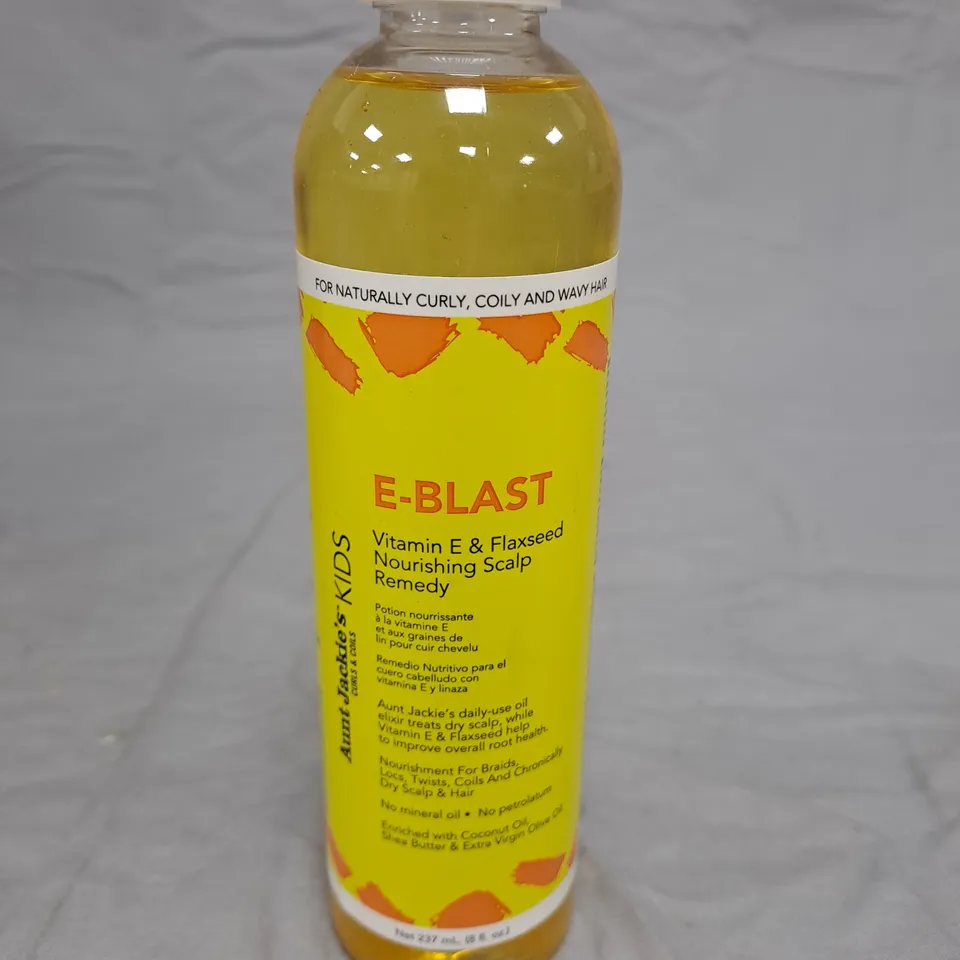 FOR NATURALLY CURLY, COILY AND WAVY HAIR
E-BLAST
Vitamin E & Flaxseed
Nourishing Scalp
Remedy
Potion nourrissante
à la vitamine E
et aux graines de
lin pour cuir chevelu
Remedio Nutritivo para el
cuero cabelludo con
vitamina E y linaza
Aunt Jackie's daily-use oil
elixir treats dry scalp, while
Vitamin E & Flaxseed help
to improve overall root health.
Nourishment For Braids,
Locs, Twists, Coils And Chronically
Dry Scalp & Hair
No mineral oil • No petrolatum
Enriched with Coconut Oil,
Shea Butter & Extra Virgin Olive Oil
Aunt Jackie's™ KIDS
CURLS & COILS
Net 237 mL (8 fl. oz.)